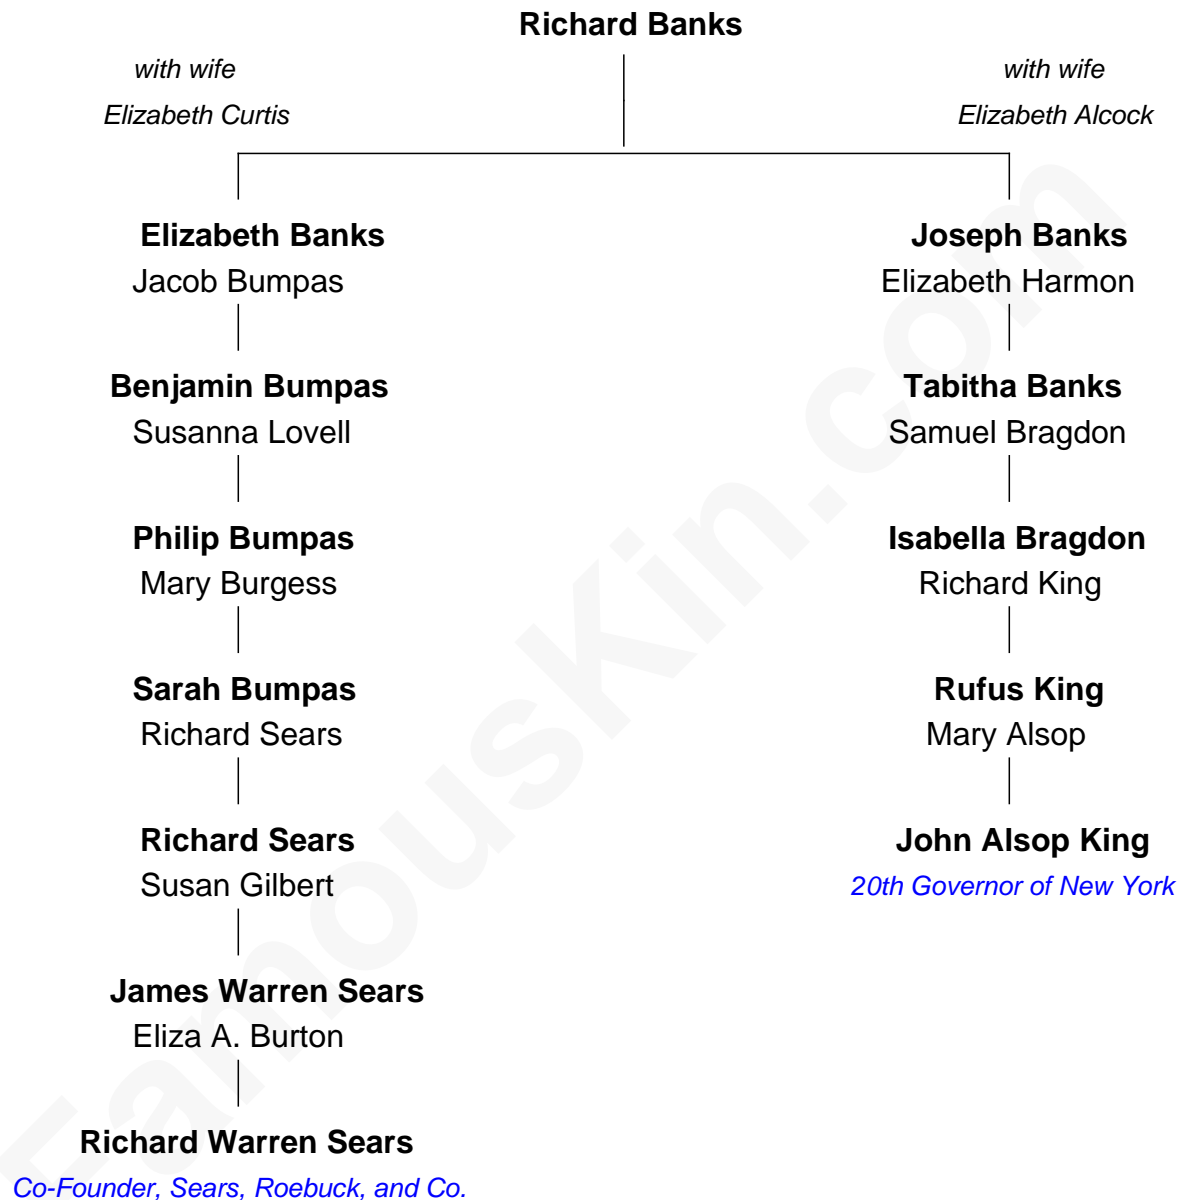 Richard Banks
with wife
Elizabeth Curtis
with wife
Elizabeth Alcock
Elizabeth Banks
Jacob Bumpas
Joseph Banks
Elizabeth Harmon
Benjamin Bumpas
Susanna Lovell
Tabitha Banks
Samuel Bragdon
Philip Bumpas
Mary Burgess
Isabella Bragdon
Richard King
Sarah Bumpas
Richard Sears
Rufus King
Mary Alsop
Richard Sears
Susan Gilbert
John Alsop King
20th Governor of New York
James Warren Sears
Eliza A. Burton
Richard Warren Sears
Co-Founder, Sears, Roebuck, and Co.
FamousKin.com